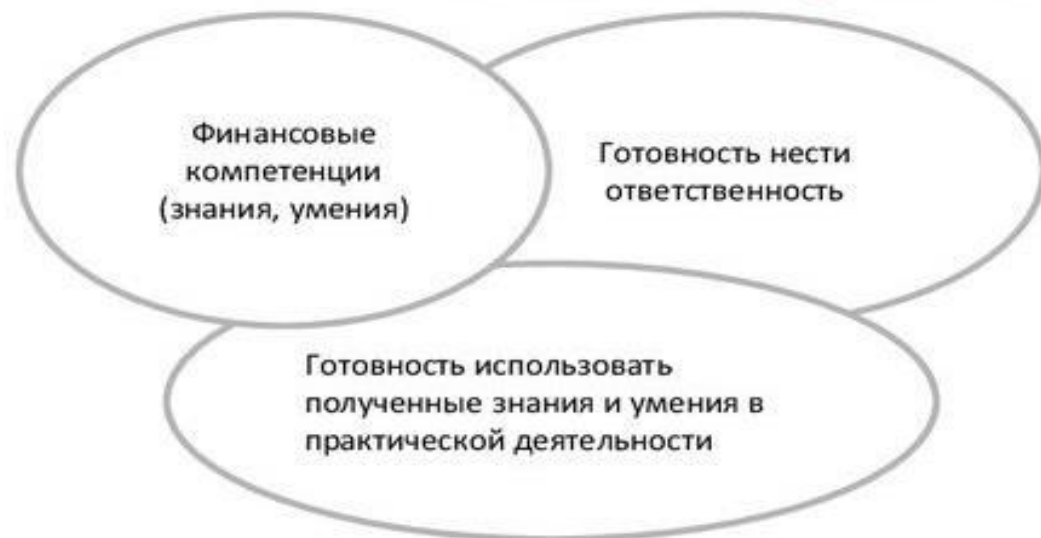 Финансовые
компетенции
(знания, умения)
Готовность нести
ответственность
Готовность использовать
полученные знания и умения в
практической деятельности